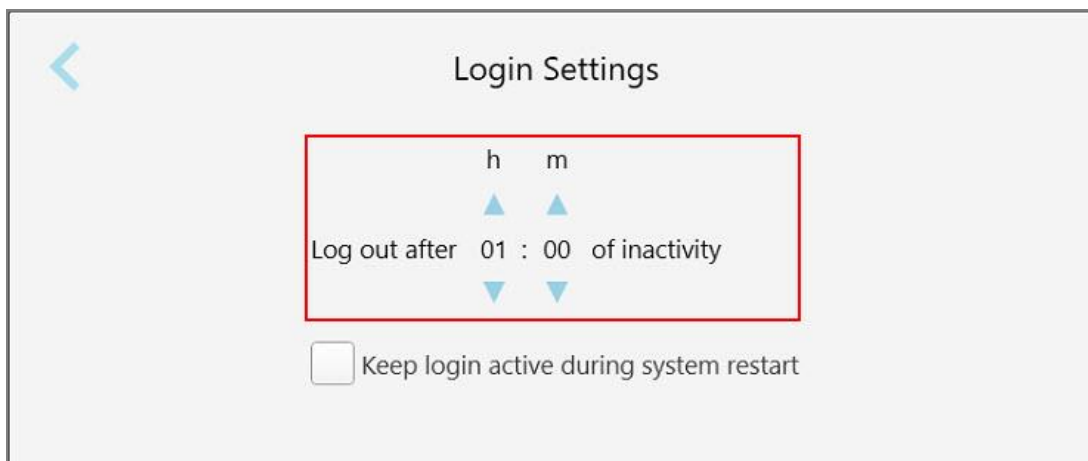 Login Settings
h m
Log out after 01 : 00 of inactivity
Keep login active during system restart